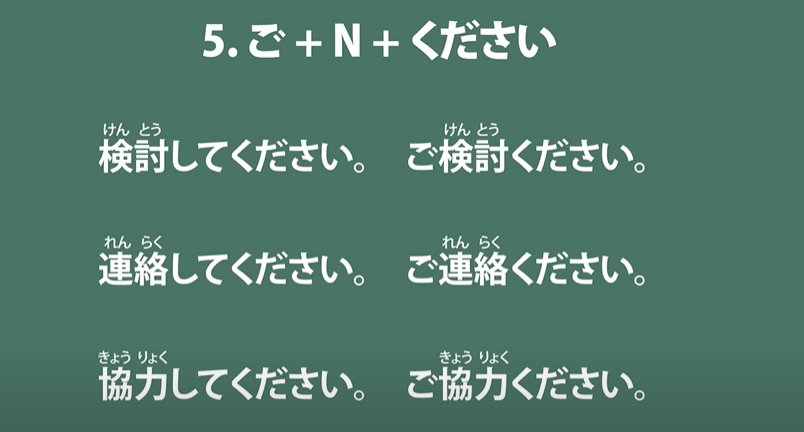 5. ご + N + ください
けん とう けん とう
検討してください。 ご検討ください。
れん らく れん らく
連絡してください。 ご連絡ください。
きょう りょく きょう りょく
協力してください。 ご協力ください。